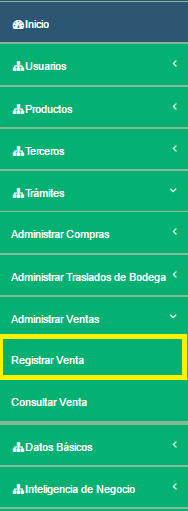 Inicio
Usuarios
Productos
Terceros
Trámites
Administrar Compras
Administrar Traslados de Bodega
Administrar Ventas
Registrar Venta
Consultar Venta
Datos Básicos
Inteligencia de Negocio